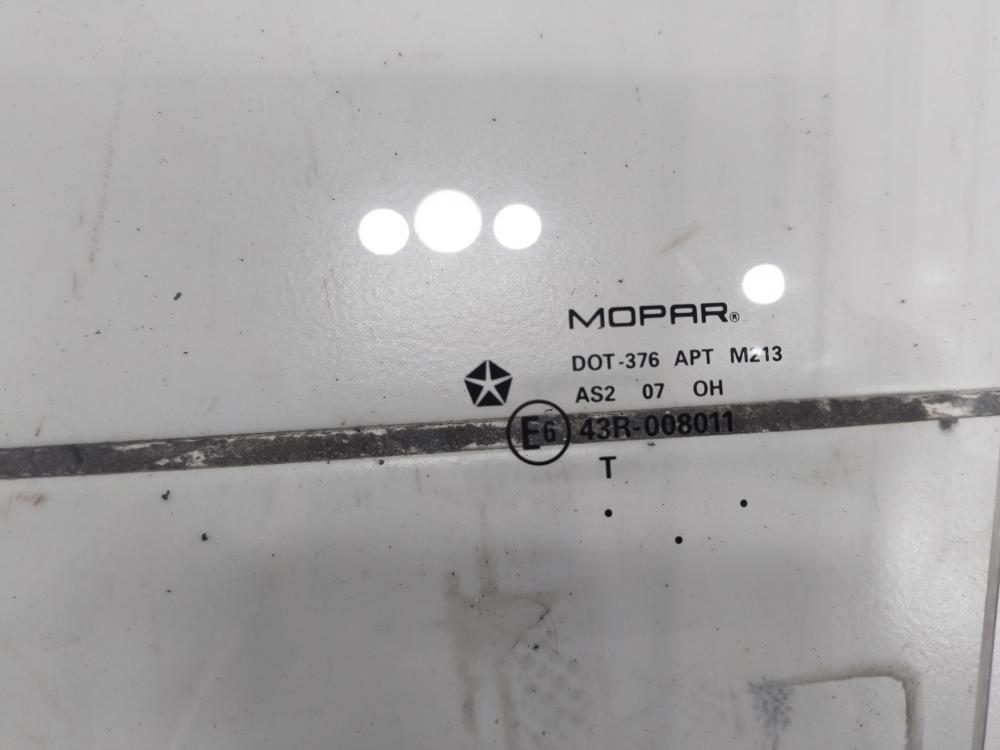 MOPAR®
DOT-376 APT M213
AS2 07 OH
E6 43R-008011
T